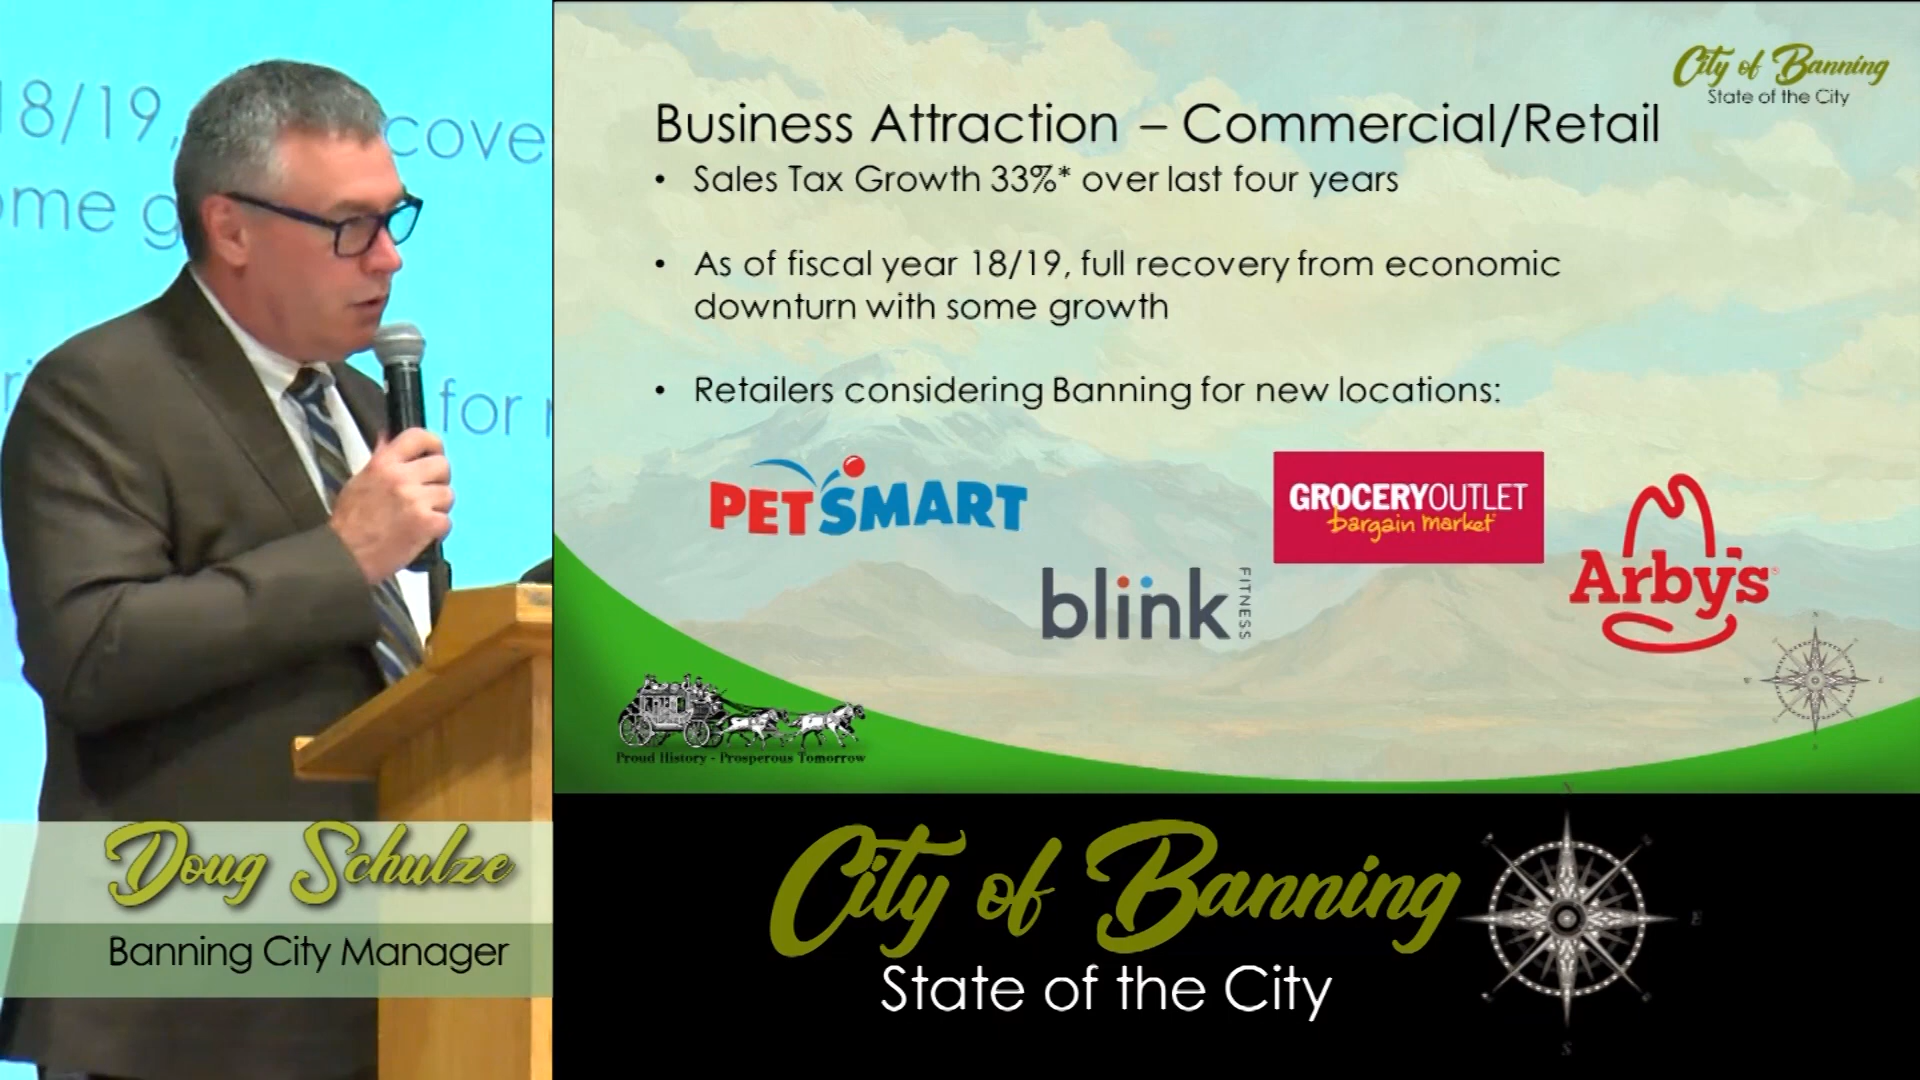 18/19, cove
ome g
for
Doug Schulze
Banning City Manager
City of Banning
State of the City
Business Attraction – Commercial/Retail
• Sales Tax Growth 33%* over last four years
• As of fiscal year 18/19, full recovery from economic
downturn with some growth
• Retailers considering Banning for new locations:
PETSMART
GROCERY OUTLET
bargain market
Arby's
blink FITNESS
Proud History - Prosperous Tomorrow
N
W E
S
City of Banning
State of the City
E
S